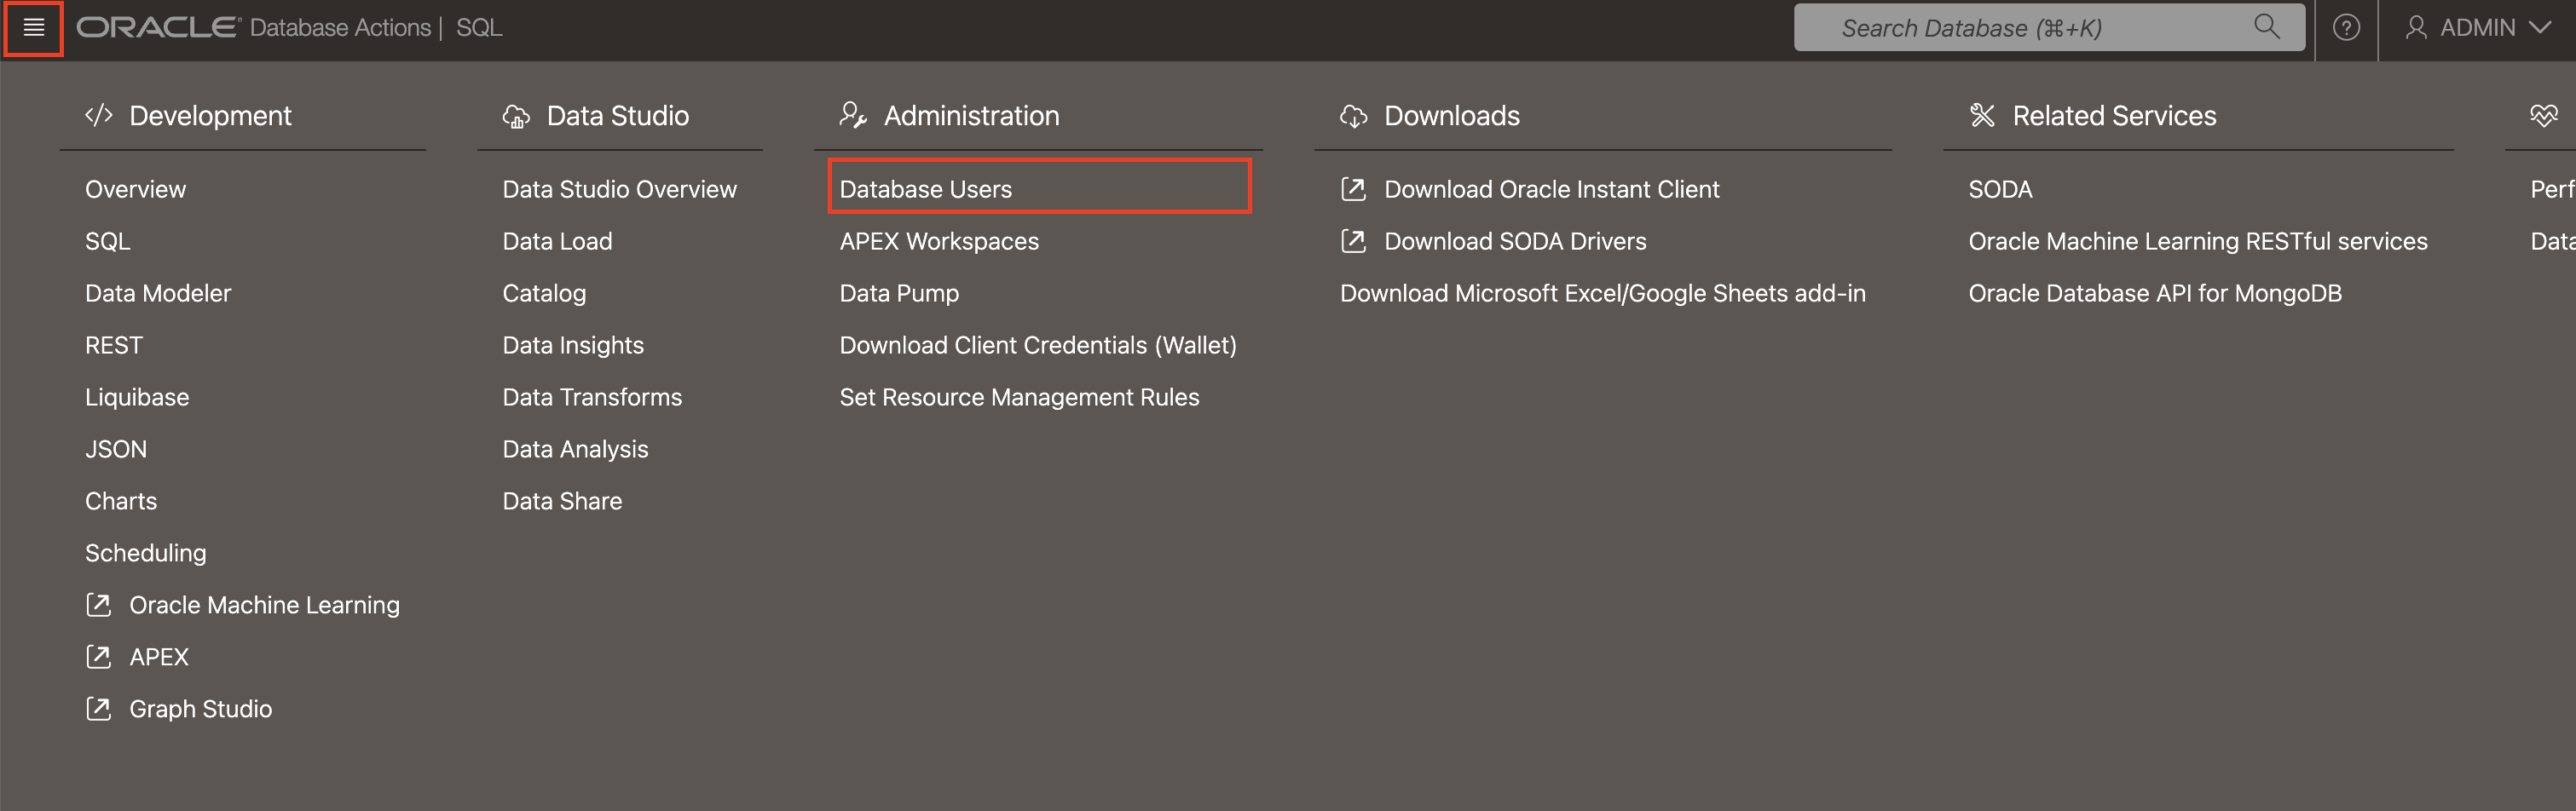 ORACLE® Database Actions | SQL
Search Database (⌘+K)
ADMIN
Development
Overview
SQL
Data Modeler
REST
Liquibase
JSON
Charts
Scheduling
Oracle Machine Learning
APEX
Graph Studio
Data Studio
Data Studio Overview
Data Load
Catalog
Data Insights
Data Transforms
Data Analysis
Data Share
Administration
Database Users
APEX Workspaces
Data Pump
Download Client Credentials (Wallet)
Set Resource Management Rules
Downloads
Download Oracle Instant Client
Download SODA Drivers
Download Microsoft Excel/Google Sheets add-in
Related Services
SODA
Oracle Machine Learning RESTful services
Oracle Database API for MongoDB
Perf
Data